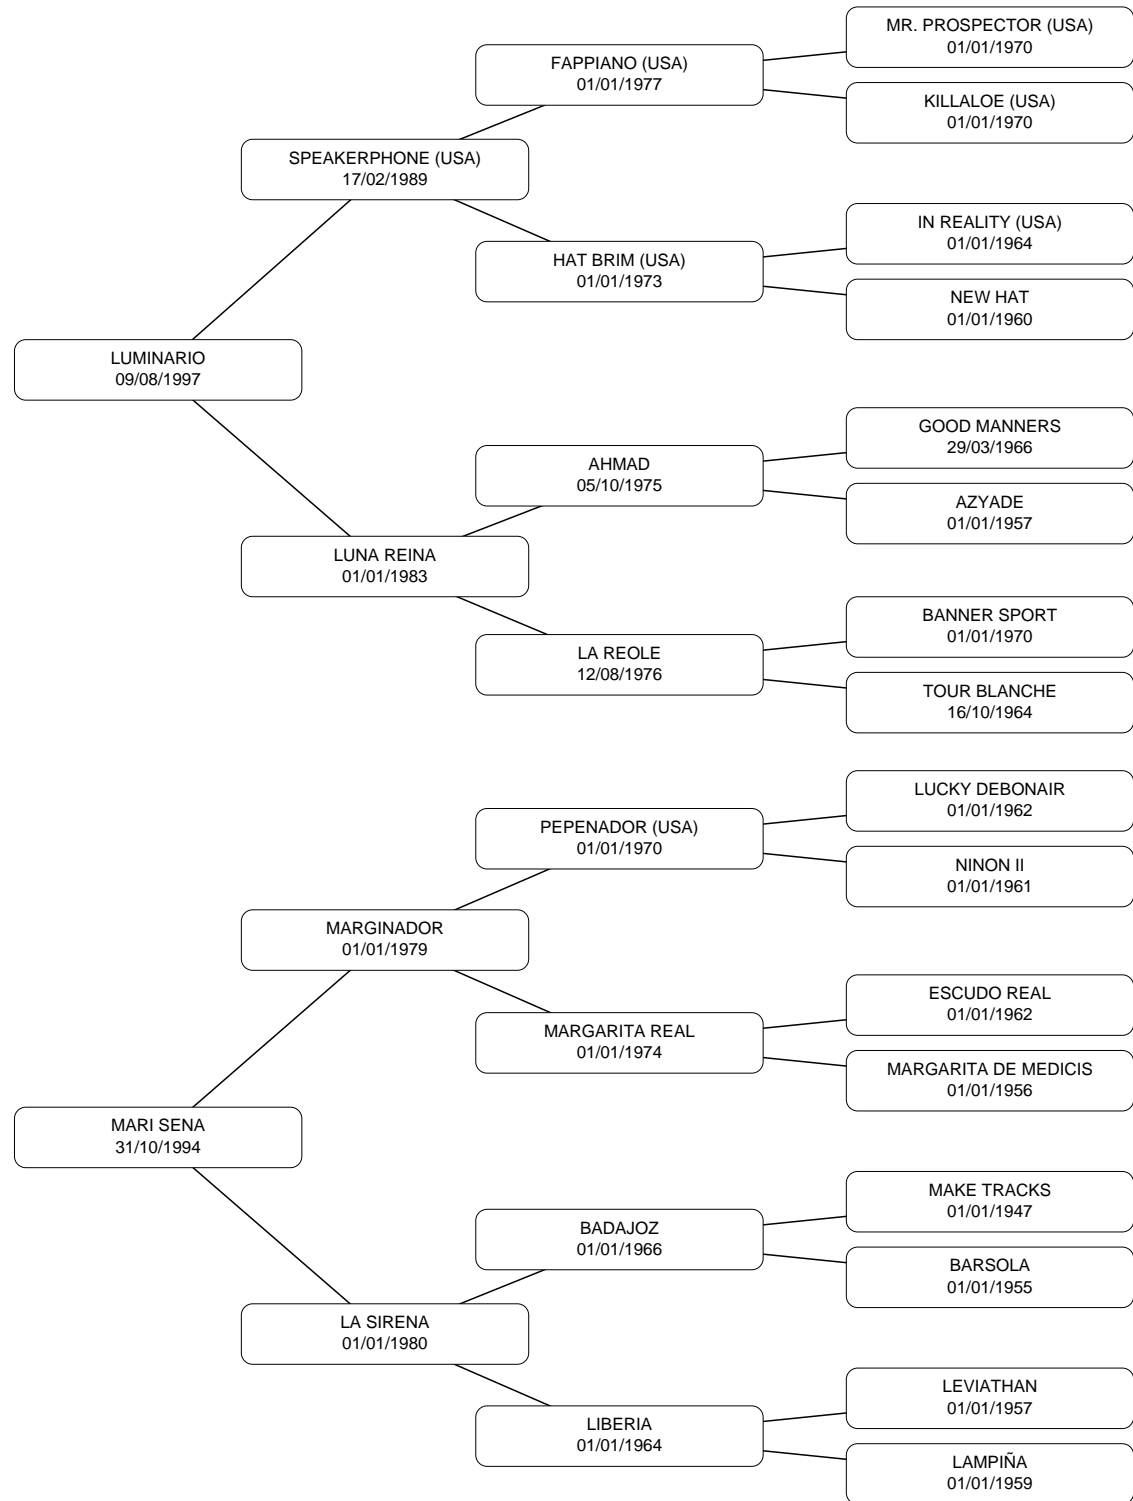 MR. PROSPECTOR (USA)
01/01/1970
FAPPIANO (USA)
01/01/1977
KILLALOE (USA)
01/01/1970
SPEAKERPHONE (USA)
17/02/1989
IN REALITY (USA)
01/01/1964
HAT BRIM (USA)
01/01/1973
NEW HAT
01/01/1960
LUMINARIO
09/08/1997
GOOD MANNERS
29/03/1966
AHMAD
05/10/1975
AZYADE
01/01/1957
LUNA REINA
01/01/1983
BANNER SPORT
01/01/1970
LA REOLE
12/08/1976
TOUR BLANCHE
16/10/1964
LUCKY DEBONAIR
01/01/1962
PEPENADOR (USA)
01/01/1970
NINON II
01/01/1961
MARGINADOR
01/01/1979
ESCUDO REAL
01/01/1962
MARGARITA REAL
01/01/1974
MARGARITA DE MEDICIS
01/01/1956
MARI SENA
31/10/1994
MAKE TRACKS
01/01/1947
BADAJOZ
01/01/1966
BARSOLA
01/01/1955
LA SIRENA
01/01/1980
LEVIATHAN
01/01/1957
LIBERIA
01/01/1964
LAMPIÑA
01/01/1959